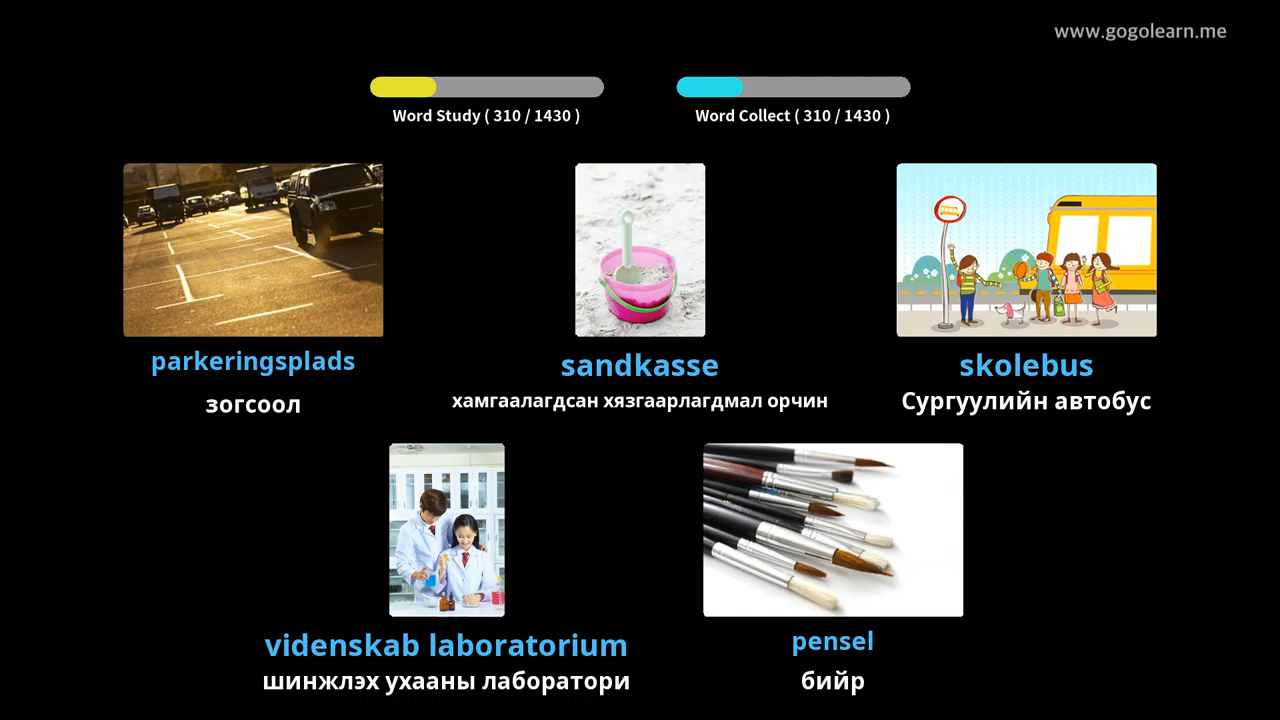 www.gogolearn.me
Word Study ( 310 / 1430 )
Word Collect ( 310 / 1430 )
parkeringsplads
зогсоол
sandkasse
хамгаалагдсан хязгаарлагдмал орчин
skolebus
Сургуулийн автобус
videnskab laboratorium
шинжлэх ухааны лаборатори
pensel
бийр